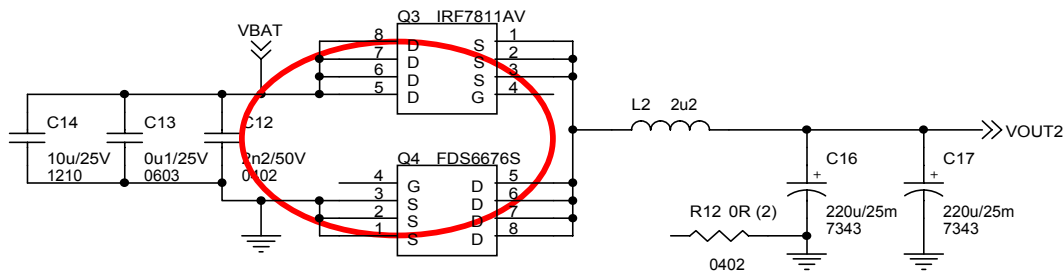 Q3 IRF7811AV
VBAT
8 D S 1
7 D S 2
6 D S 3
5 D G 4
L2 2u2
VOUT2
C14
10u/25V
1210
C13
0u1/25V
0603
C12
2n2/50V
0402
Q4 FDS6676S
4 G D 5
3 S D 6
2 S D 7
1 S D 8
C16
+
220u/25m
7343
C17
+
220u/25m
7343
R12 0R (2)
0402